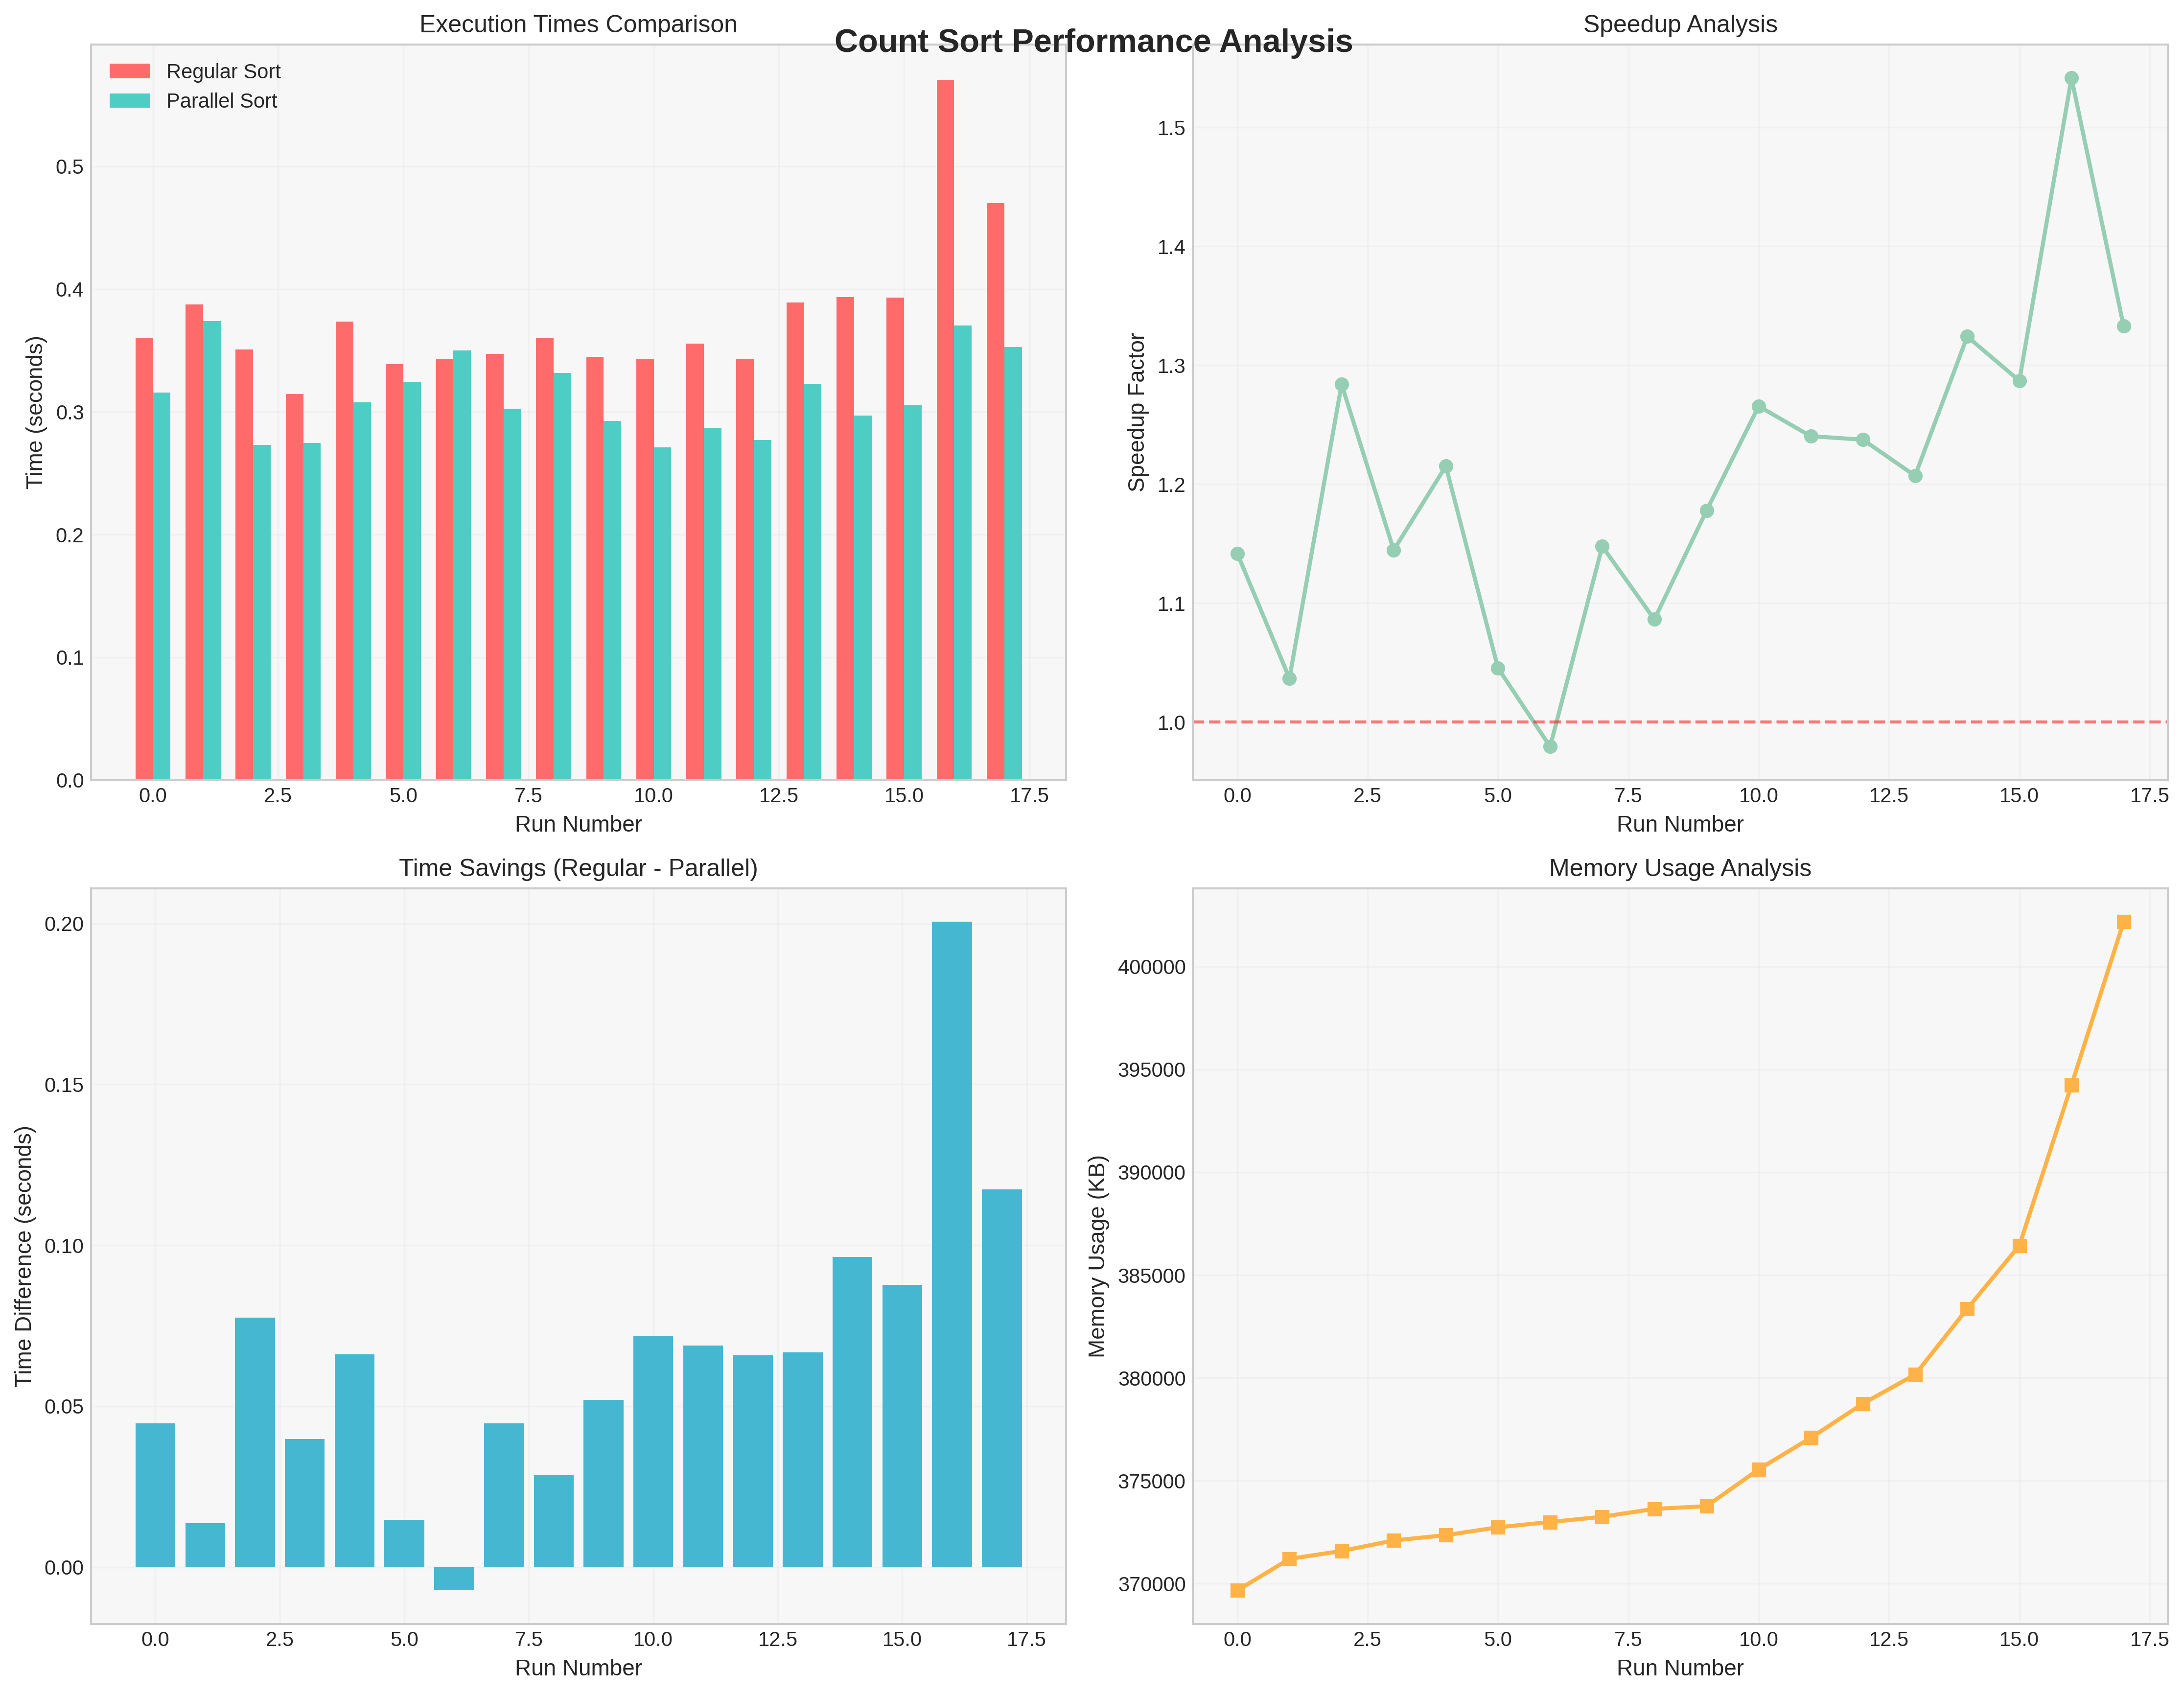 Count Sort Performance Analysis
Execution Times Comparison
Regular Sort
Parallel Sort
Time (seconds)
0.5
0.4
0.3
0.2
0.1
0.0
0.0 2.5 5.0 7.5 10.0 12.5 15.0 17.5
Run Number
Speedup Analysis
Speedup Factor
1.5
1.4
1.3
1.2
1.1
1.0
0.0 2.5 5.0 7.5 10.0 12.5 15.0 17.5
Run Number
Time Savings (Regular - Parallel)
Time Difference (seconds)
0.20
0.15
0.10
0.05
0.00
0.0 2.5 5.0 7.5 10.0 12.5 15.0 17.5
Run Number
Memory Usage Analysis
Memory Usage (KB)
400000
395000
390000
385000
380000
375000
370000
0.0 2.5 5.0 7.5 10.0 12.5 15.0 17.5
Run Number